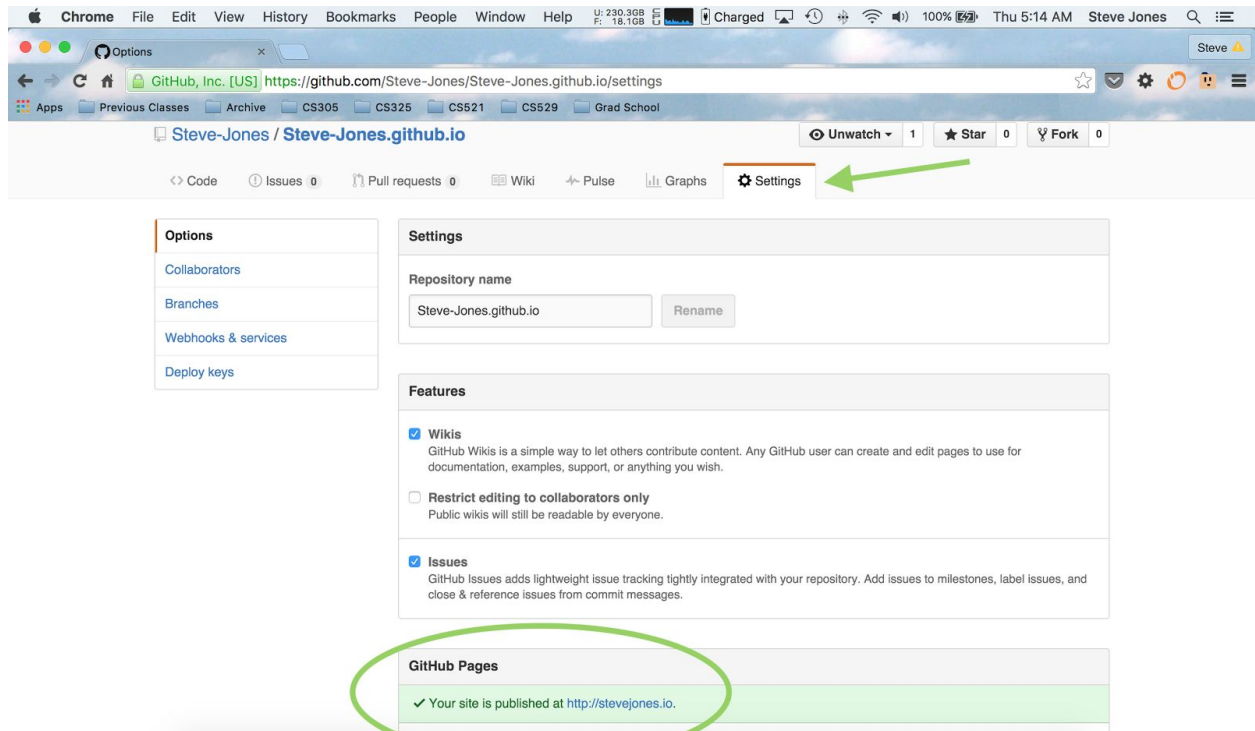 Chrome File Edit View History Bookmarks People Window Help U: 230.3GB F: 18.1GB Charged 100% Thu 5:14 AM Steve Jones
Options Steve
GitHub, Inc. [US] https://github.com/Steve-Jones/Steve-Jones.github.io/settings
Apps Previous Classes Archive CS305 CS325 CS521 CS529 Grad School
Steve-Jones / Steve-Jones.github.io Unwatch 1 Star 0 Fork 0
Code Issues 0 Pull requests 0 Wiki Pulse Graphs Settings
Options
Collaborators
Branches
Webhooks & services
Deploy keys
Settings
Repository name
Steve-Jones.github.io Rename
Features
Wikis
GitHub Wikis is a simple way to let others contribute content. Any GitHub user can create and edit pages to use for
documentation, examples, support, or anything you wish.
Restrict editing to collaborators only
Public wikis will still be readable by everyone.
Issues
GitHub Issues adds lightweight issue tracking tightly integrated with your repository. Add issues to milestones, label issues, and
close & reference issues from commit messages.
GitHub Pages
Your site is published at http://stevejones.io.